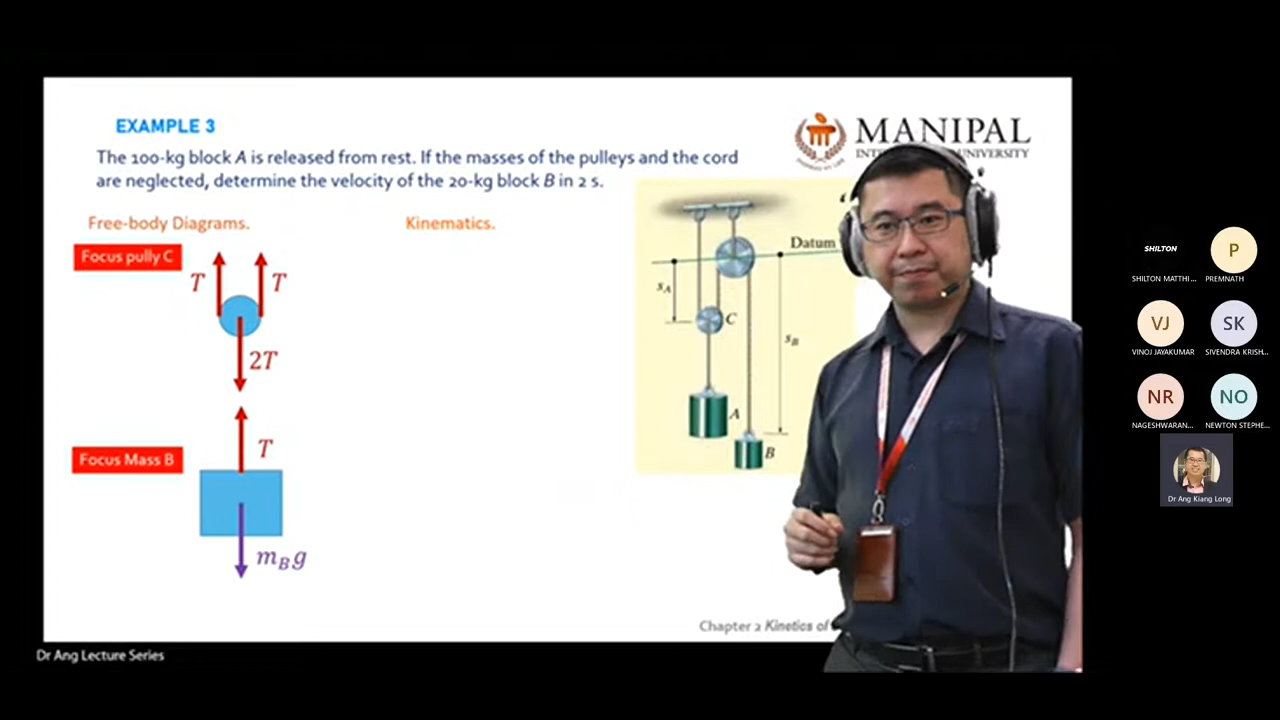 EXAMPLE 3
MANIPAL
UNIVERSITY
The 100-kg block A is released from rest. If the masses of the pulleys and the cord
are neglected, determine the velocity of the 20-kg block B in 2 s.
Free-body Diagrams.
Kinematics.
Focus pully C
T
T
2T
Focus Mass B
T
m_B g
Datum
s_A
C
s_B
A
B
Chapter 2 Kinetics of
Dr Ang Lecture Series
SHILTON
P
SHILTON MATTHI...
PREMNATH
VJ
SK
VINOJ JAYAKUMAR
SIVENDRA KRISH...
NR
NO
NAGESHWARAN...
NEWTON STEPHE...
Dr Ang Kiang Long